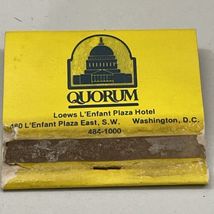 QUORUM
Loews L'Enfant Plaza Hotel
480 L'Enfant Plaza East, S.W. Washington, D.C.
484-1000